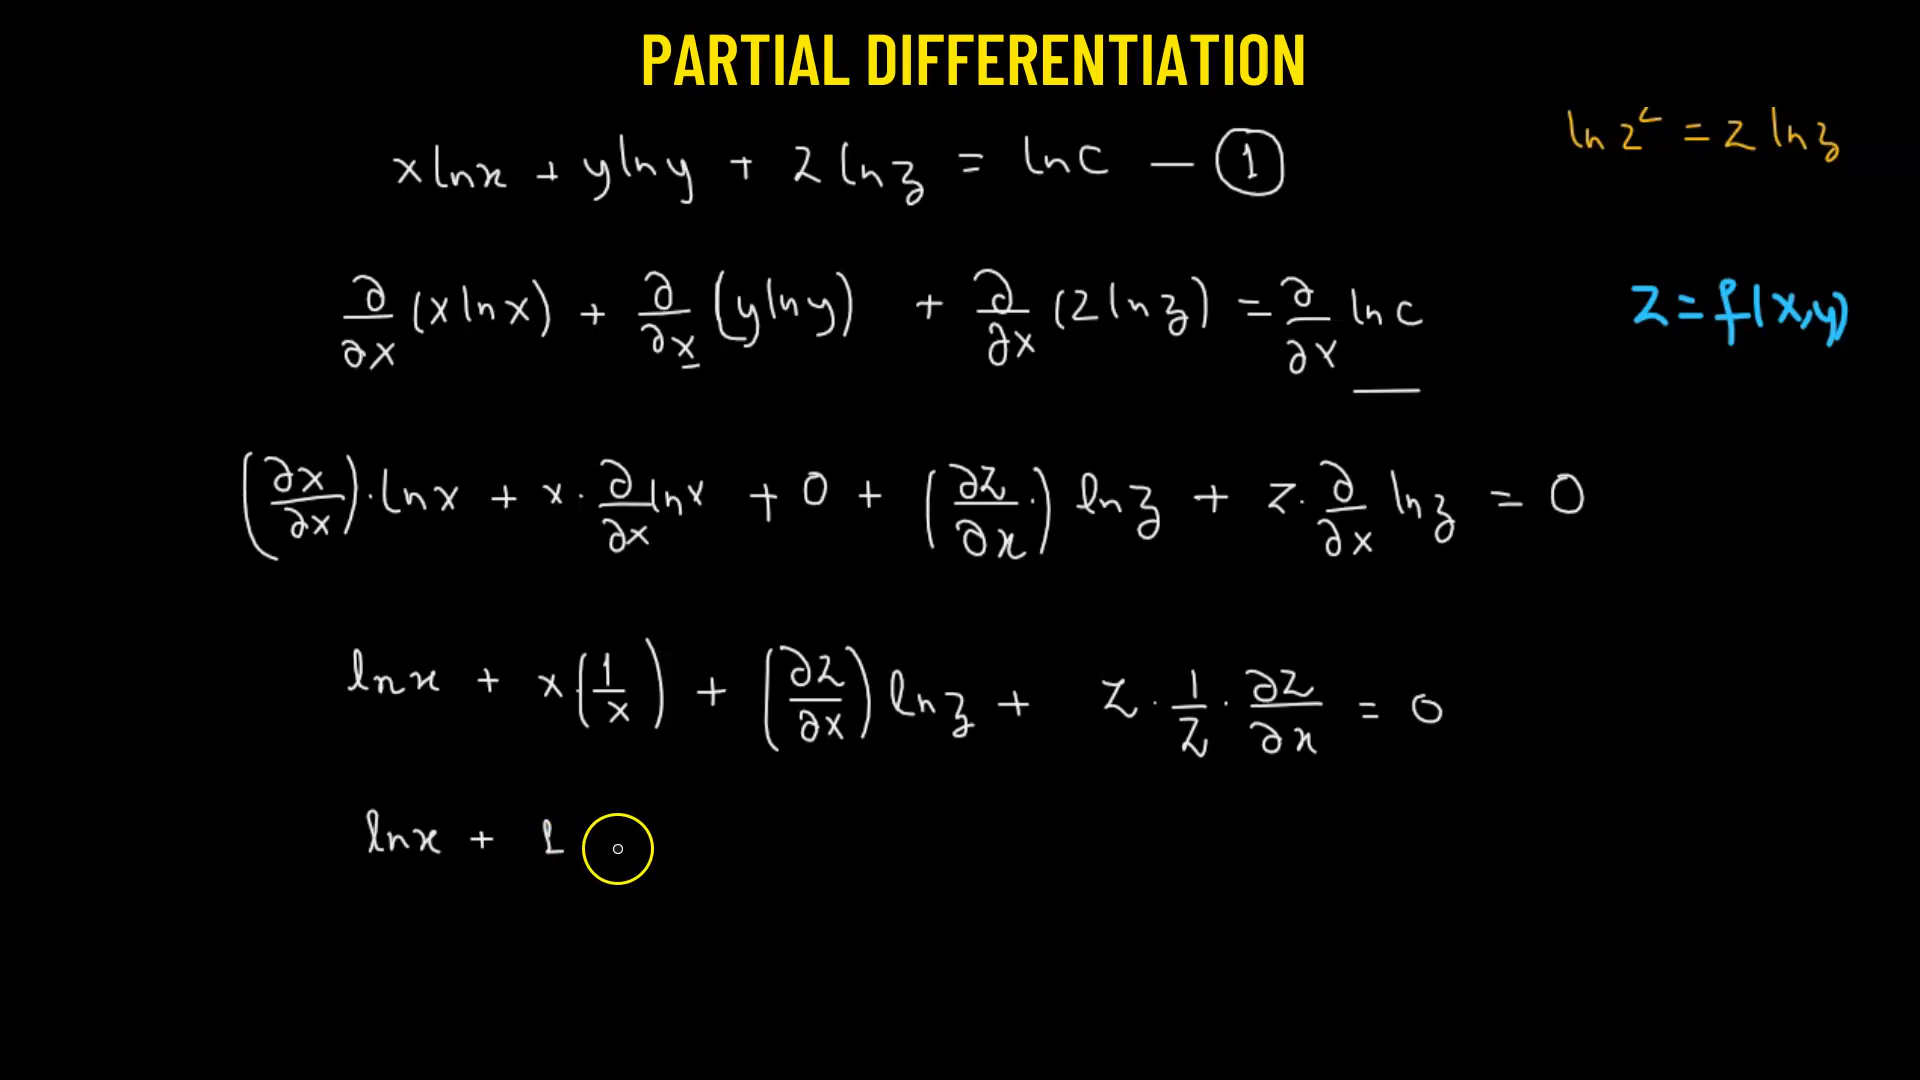 PARTIAL DIFFERENTIATION
ln z^z = z ln z
x ln x + y ln y + z ln z = ln c — ①
∂/∂x (x ln x) + ∂/∂x (y ln y) + ∂/∂x (z ln z) = ∂/∂x ln c
z = f(x,y)
(∂x/∂x) · ln x + x · ∂/∂x ln x + 0 + (∂z/∂x ·) ln z + z · ∂/∂x ln z = 0
ln x + x (1/x) + (∂z/∂x) ln z + z · 1/z · ∂z/∂x = 0
ln x + 1